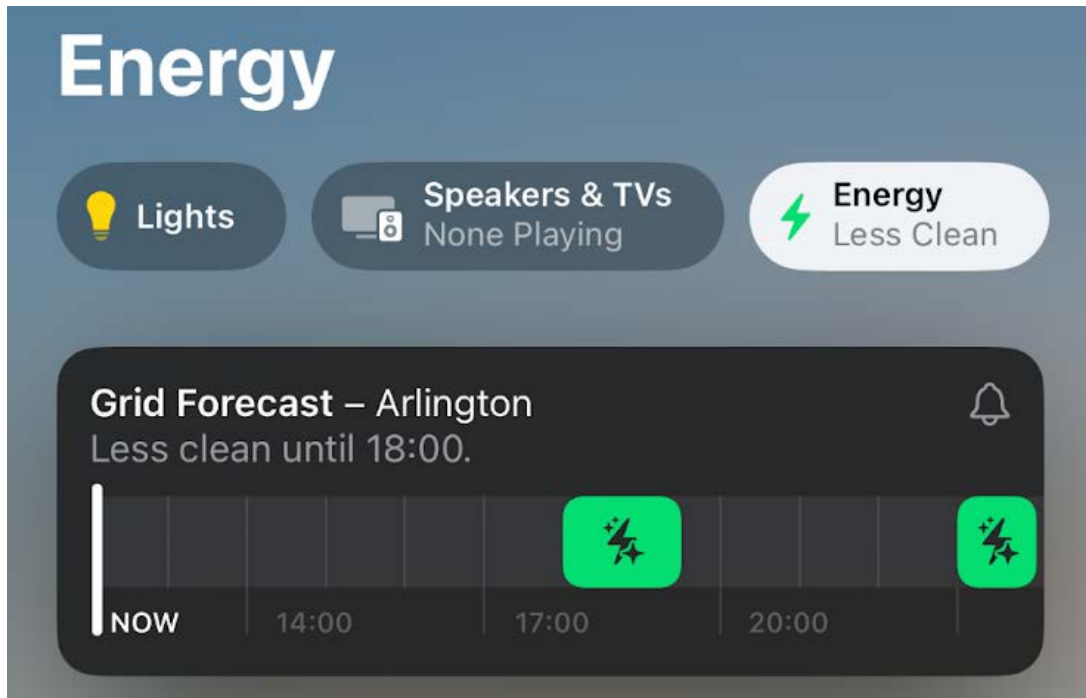 Energy
Lights
Speakers & TVs
None Playing
Energy
Less Clean
Grid Forecast – Arlington
Less clean until 18:00.
NOW 14:00 17:00 20:00